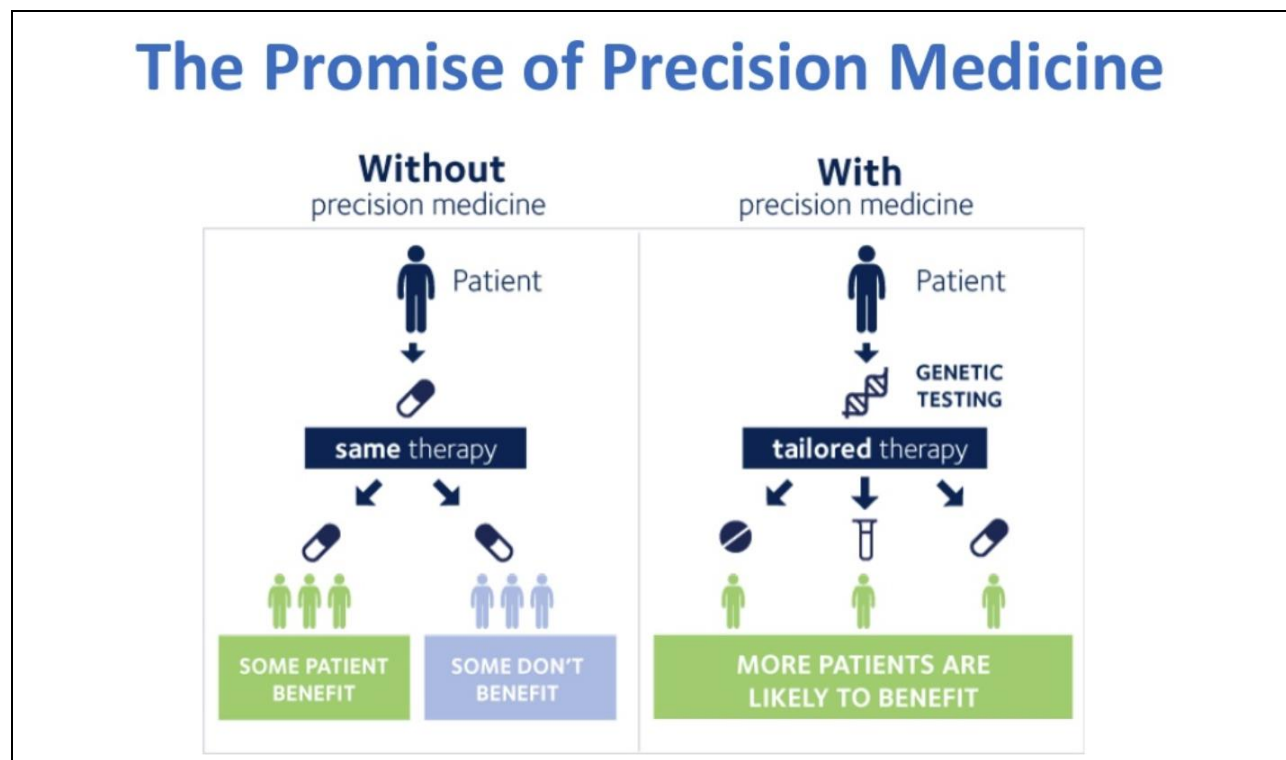 The Promise of Precision Medicine
Without
precision medicine
Patient
same therapy
SOME PATIENT
BENEFIT
SOME DON'T
BENEFIT
With
precision medicine
Patient
GENETIC
TESTING
tailored therapy
MORE PATIENTS ARE
LIKELY TO BENEFIT